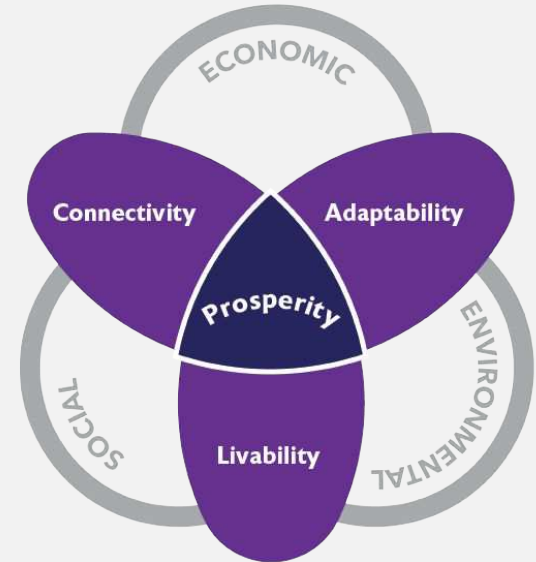 ECONOMIC
Connectivity
Adaptability
Prosperity
SOCIAL
ENVIRONMENTAL
Livability